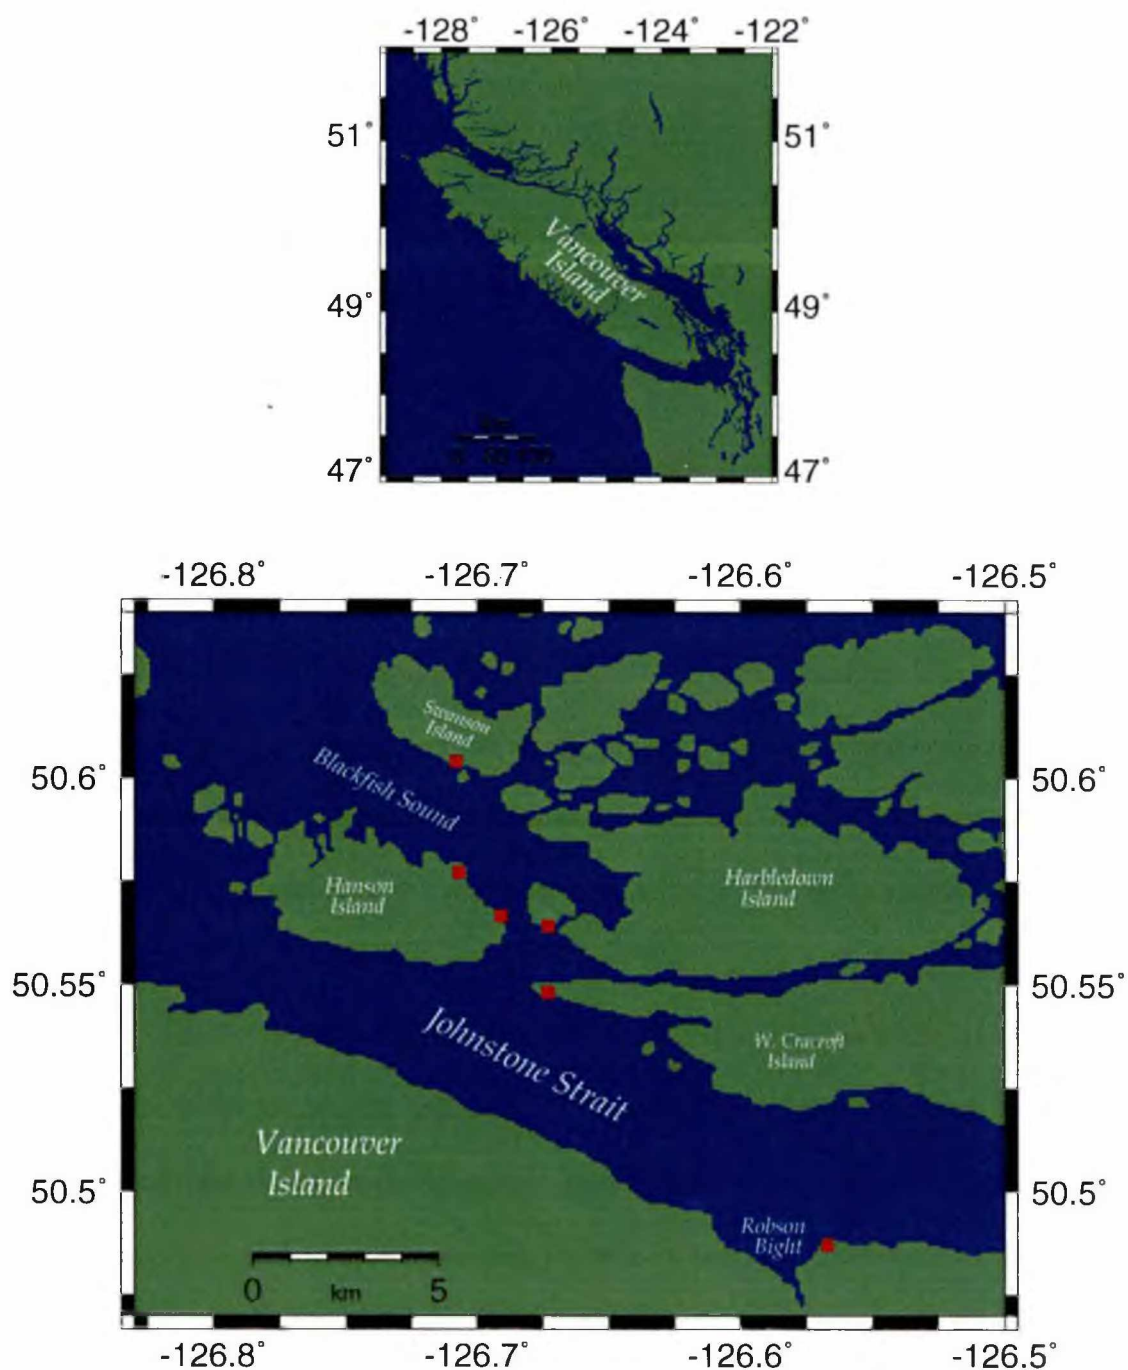 -128° -126° -124° -122°
51° 51°
Vancouver
Island
49° 49°
47° 47°
-126.8° -126.7° -126.6° -126.5°
Swanson
Island
Blackfish Sound
50.6° 50.6°
Hanson
Island
Harbledown
Island
50.55° 50.55°
Johnstone Strait
W. Cracroft
Island
Vancouver
Island
50.5° 50.5°
Robson
Bight
0 km 5
-126.8° -126.7° -126.6° -126.5°